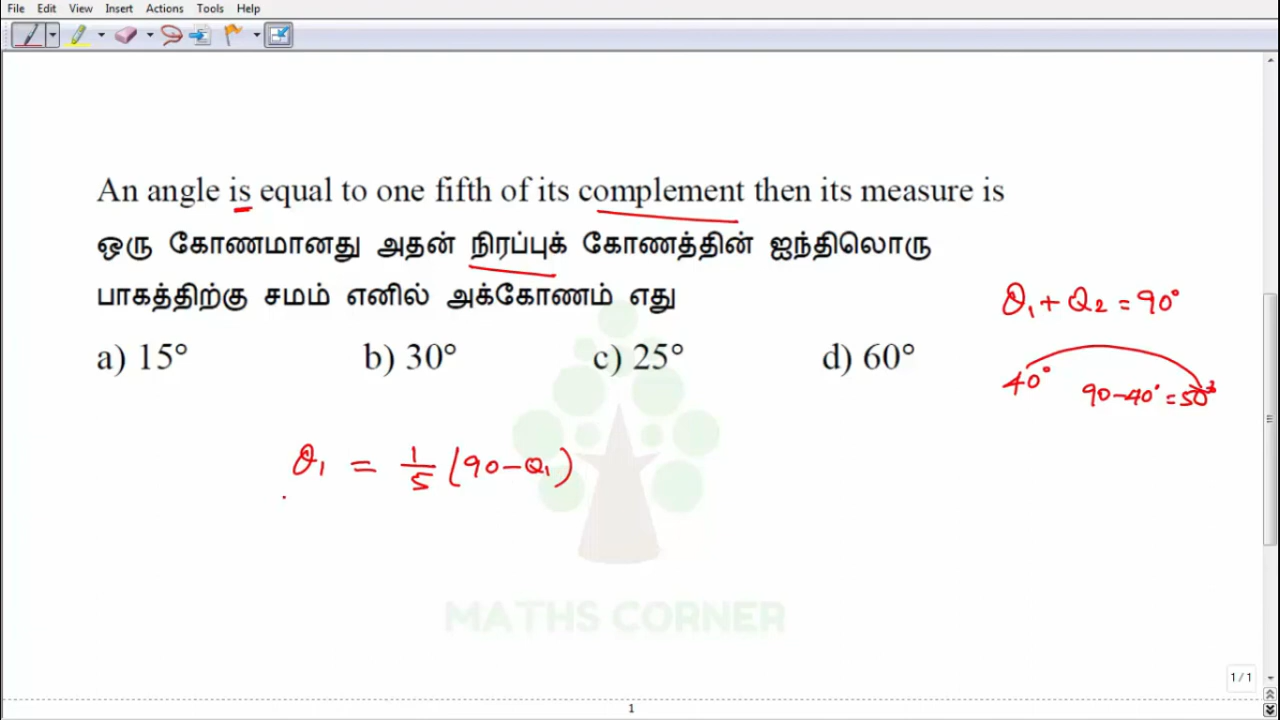 File Edit View Insert Actions Tools Help
An angle is equal to one fifth of its complement then its measure is
ஒரு கோணமானது அதன் நிரப்புக் கோணத்தின் ஐந்திலொரு
பாகத்திற்கு சமம் எனில் அக்கோணம் எது
θ₁ + θ₂ = 90°
a) 15° b) 30° c) 25° d) 60°
40° 90-40° = 50°
θ₁ = 1/5 (90-θ₁)
MATHS CORNER
1 / 1
1